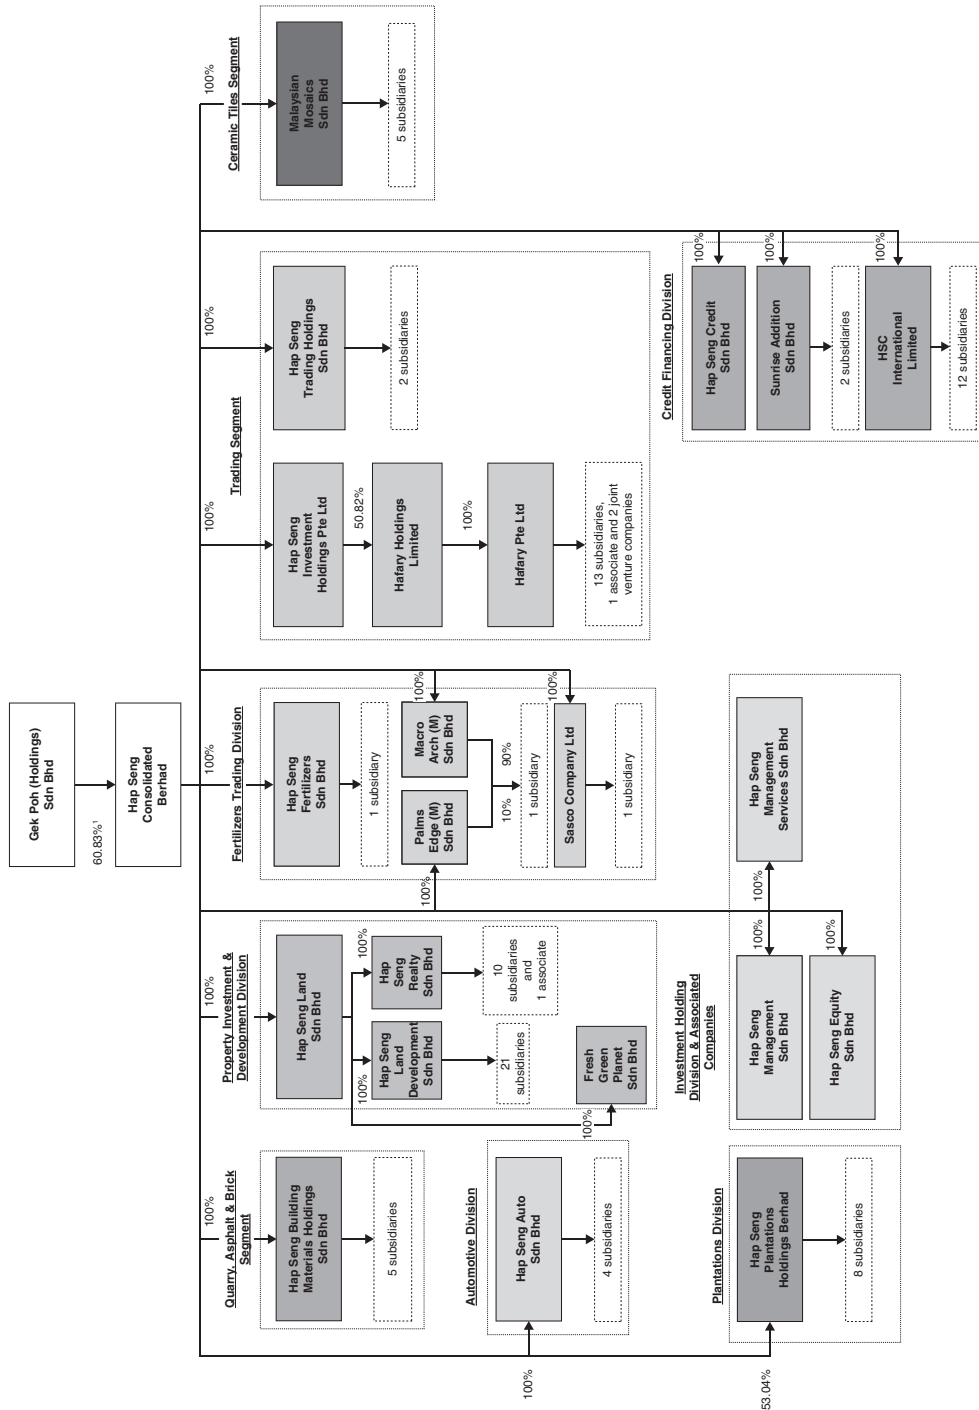 Gek Poh (Holdings)
Sdn Bhd
60.83%¹
Hap Seng
Consolidated
Berhad
100%
Quarry, Asphalt & Brick
Segment
Hap Seng Building
Materials Holdings
Sdn Bhd
5 subsidiaries
100%
Property Investment &
Development Division
Hap Seng Land
Sdn Bhd
100%
Hap Seng
Land
Development
Sdn Bhd
21
subsidiaries
100%
Hap
Seng
Realty
Sdn Bhd
10
subsidiaries
and
1 associate
100%
Fresh
Green
Planet
Sdn Bhd
100%
Fertilizers Trading Division
Hap Seng
Fertilizers
Sdn Bhd
1 subsidiary
100%
Palms
Edge (M)
Sdn Bhd
100%
Macro
Arch (M)
Sdn Bhd
10%
90%
1 subsidiary
100%
Sasco Company Ltd
1 subsidiary
Trading Segment
100%
Hap Seng
Investment
Holdings Pte Ltd
50.82%
Hafary Holdings
Limited
100%
Hafary Pte Ltd
13 subsidiaries,
1 associate and 2 joint
venture companies
100%
Hap Seng
Trading Holdings
Sdn Bhd
2 subsidiaries
100%
Ceramic Tiles Segment
Malaysian
Mosaics
Sdn Bhd
5 subsidiaries
Automotive Division
100%
Hap Seng Auto
Sdn Bhd
4 subsidiaries
Plantations Division
53.04%
Hap Seng
Plantations
Holdings Berhad
8 subsidiaries
Investment Holding
Division & Associated
Companies
100%
Hap Seng
Management
Sdn Bhd
100%
Hap Seng
Management
Services Sdn Bhd
100%
Hap Seng Equity
Sdn Bhd
Credit Financing Division
100%
Hap Seng Credit
Sdn Bhd
100%
Sunrise Addition
Sdn Bhd
2 subsidiaries
100%
HSC
International
Limited
12 subsidiaries